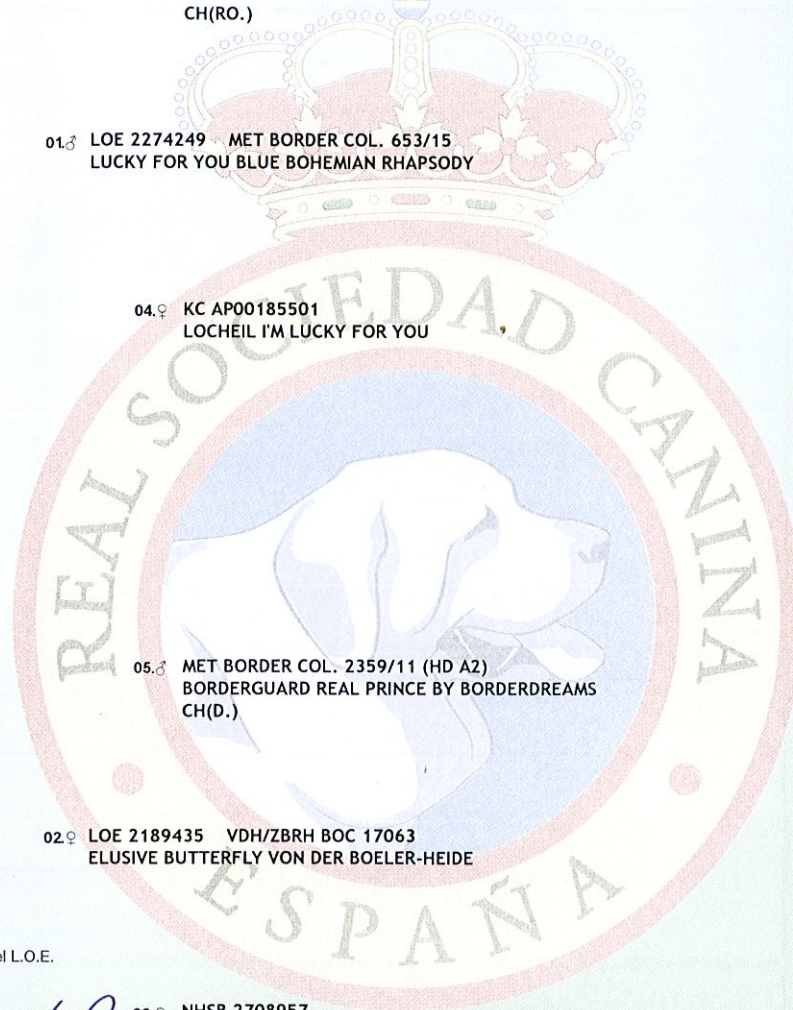 CH(RO.)
01.♂ LOE 2274249 MET BORDER COL. 653/15
LUCKY FOR YOU BLUE BOHEMIAN RHAPSODY
04.♀ KC AP00185501
LOCHEIL I'M LUCKY FOR YOU
REAL SOCIEDAD CANINA
05.♂ MET BORDER COL. 2359/11 (HD A2)
BORDERGUARD REAL PRINCE BY BORDERDREAMS
CH(D.)
02.♀ LOE 2189435 VDH/ZBRH BOC 17063
ELUSIVE BUTTERFLY VON DER BOELER-HEIDE
ESPAÑA
L.O.E.
NHSB 2708957